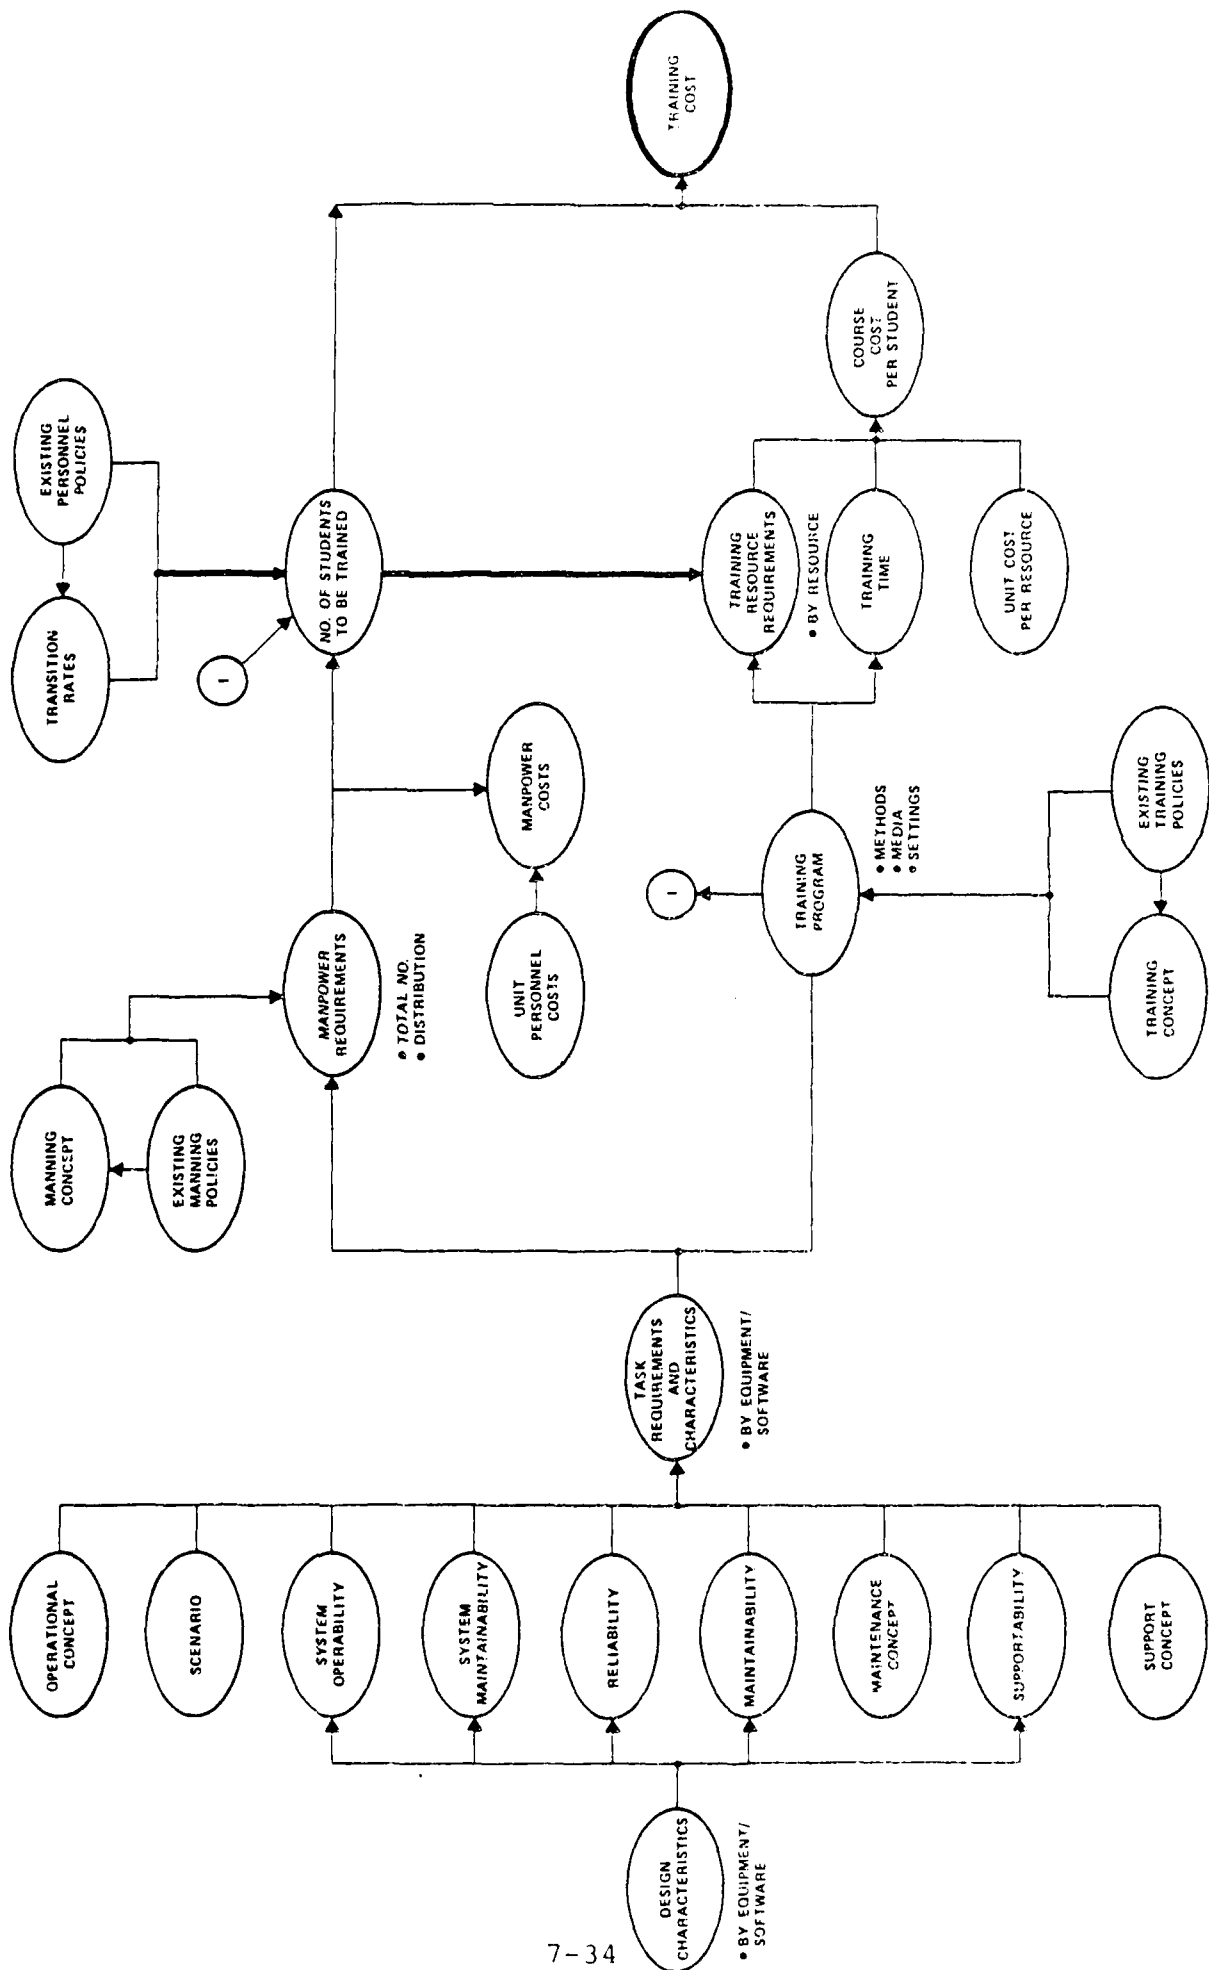 DESIGN
CHARACTERISTICS
• BY EQUIPMENT/
SOFTWARE
OPERATIONAL
CONCEPT
SCENARIO
SYSTEM
OPERABILITY
SYSTEM
MAINTAINABILITY
RELIABILITY
MAINTAINABILITY
MAINTENANCE
CONCEPT
SUPPORTABILITY
SUPPORT
CONCEPT
TASK
REQUIREMENTS
AND
CHARACTERISTICS
• BY EQUIPMENT/
SOFTWARE
MANNING
CONCEPT
EXISTING
MANNING
POLICIES
MANPOWER
REQUIREMENTS
• TOTAL NO.
• DISTRIBUTION
UNIT
PERSONNEL
COSTS
MANPOWER
COSTS
I
TRAINING
PROGRAM
• METHODS
• MEDIA
• SETTINGS
TRAINING
CONCEPT
EXISTING
TRAINING
POLICIES
TRANSITION
RATES
EXISTING
PERSONNEL
POLICIES
I
NO. OF STUDENTS
TO BE TRAINED
TRAINING
RESOURCE
REQUIREMENTS
• BY RESOURCE
TRAINING
TIME
UNIT COST
PER RESOURCE
COURSE
COST
PER STUDENT
TRAINING
COST
7-34